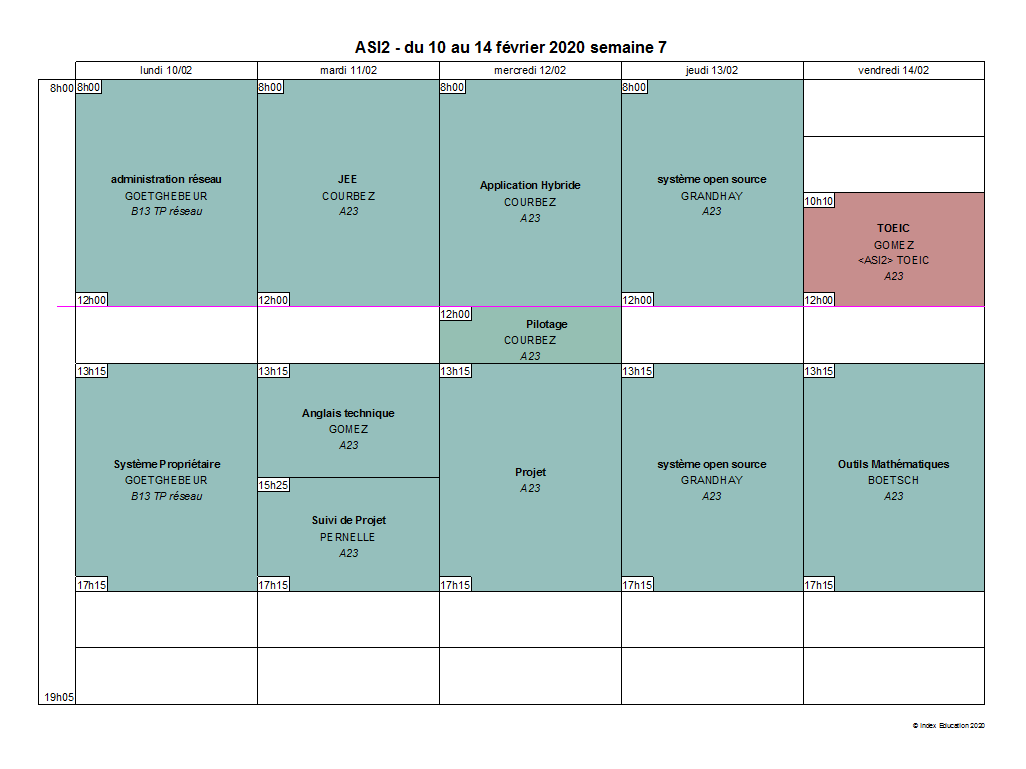 ASI2 - du 10 au 14 février 2020 semaine 7
lundi 10/02
mardi 11/02
mercredi 12/02
jeudi 13/02
vendredi 14/02
8h00
19h05
8h00
administration réseau
GOETGHEBEUR
B13 TP réseau
12h00
13h15
Système Propriétaire
GOETGHEBEUR
B13 TP réseau
17h15
8h00
JEE
COURBEZ
A23
12h00
13h15
Anglais technique
GOMEZ
A23
15h25
Suivi de Projet
PERNELLE
A23
17h15
8h00
Application Hybride
COURBEZ
A23
12h00
Pilotage
COURBEZ
A23
13h15
Projet
A23
17h15
8h00
système open source
GRANDHAY
A23
12h00
13h15
système open source
GRANDHAY
A23
17h15
10h10
TOEIC
GOMEZ
<ASI2> TOEIC
A23
12h00
13h15
Outils Mathématiques
BOETSCH
A23
17h15
© Index Education 2020